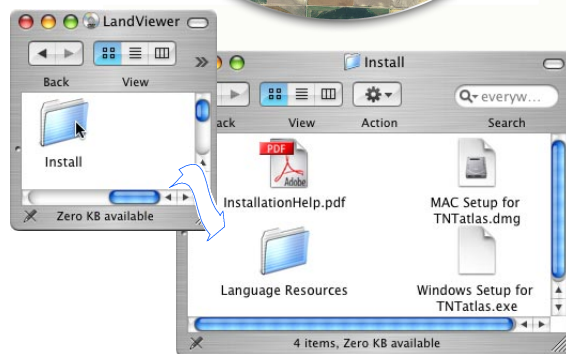 LandViewer
Back View
Install
Zero KB available
Install
everyw...
ack View Action Search
PDF
Adobe
InstallationHelp.pdf
MAC Setup for
TNTatlas.dmg
Language Resources
Windows Setup for
TNTatlas.exe
4 items, Zero KB available